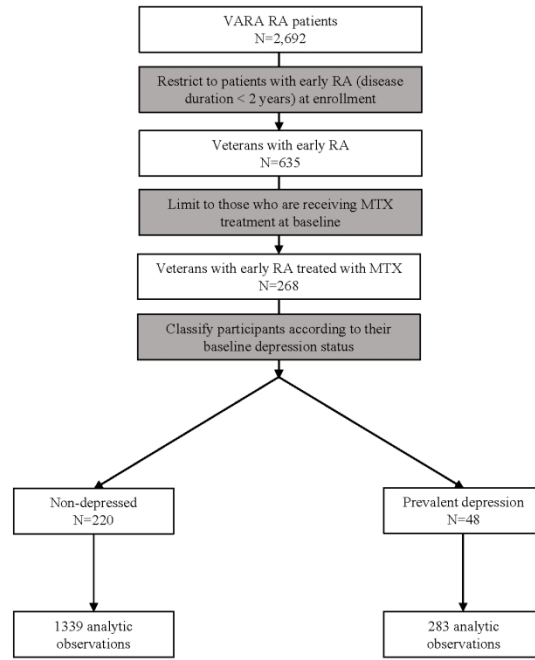 VARA RA patients
N=2,692
Restrict to patients with early RA (disease
duration < 2 years) at enrollment
Veterans with early RA
N=635
Limit to those who are receiving MTX
treatment at baseline
Veterans with early RA treated with MTX
N=268
Classify participants according to their
baseline depression status
Non-depressed
N=220
Prevalent depression
N=48
1339 analytic
observations
283 analytic
observations